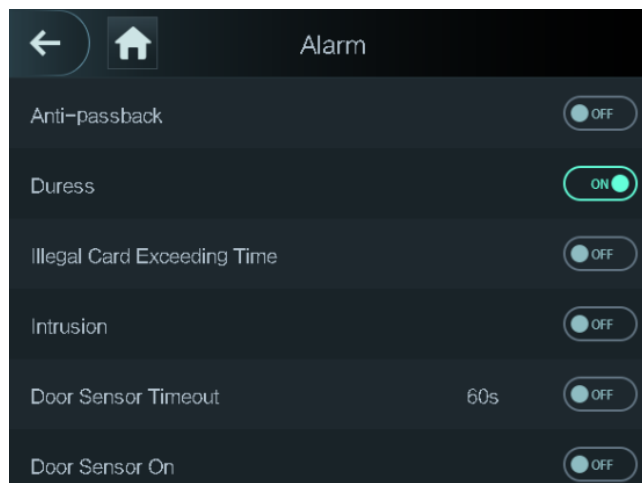 Alarm
Anti-passback OFF
Duress ON
Illegal Card Exceeding Time OFF
Intrusion OFF
Door Sensor Timeout 60s OFF
Door Sensor On OFF